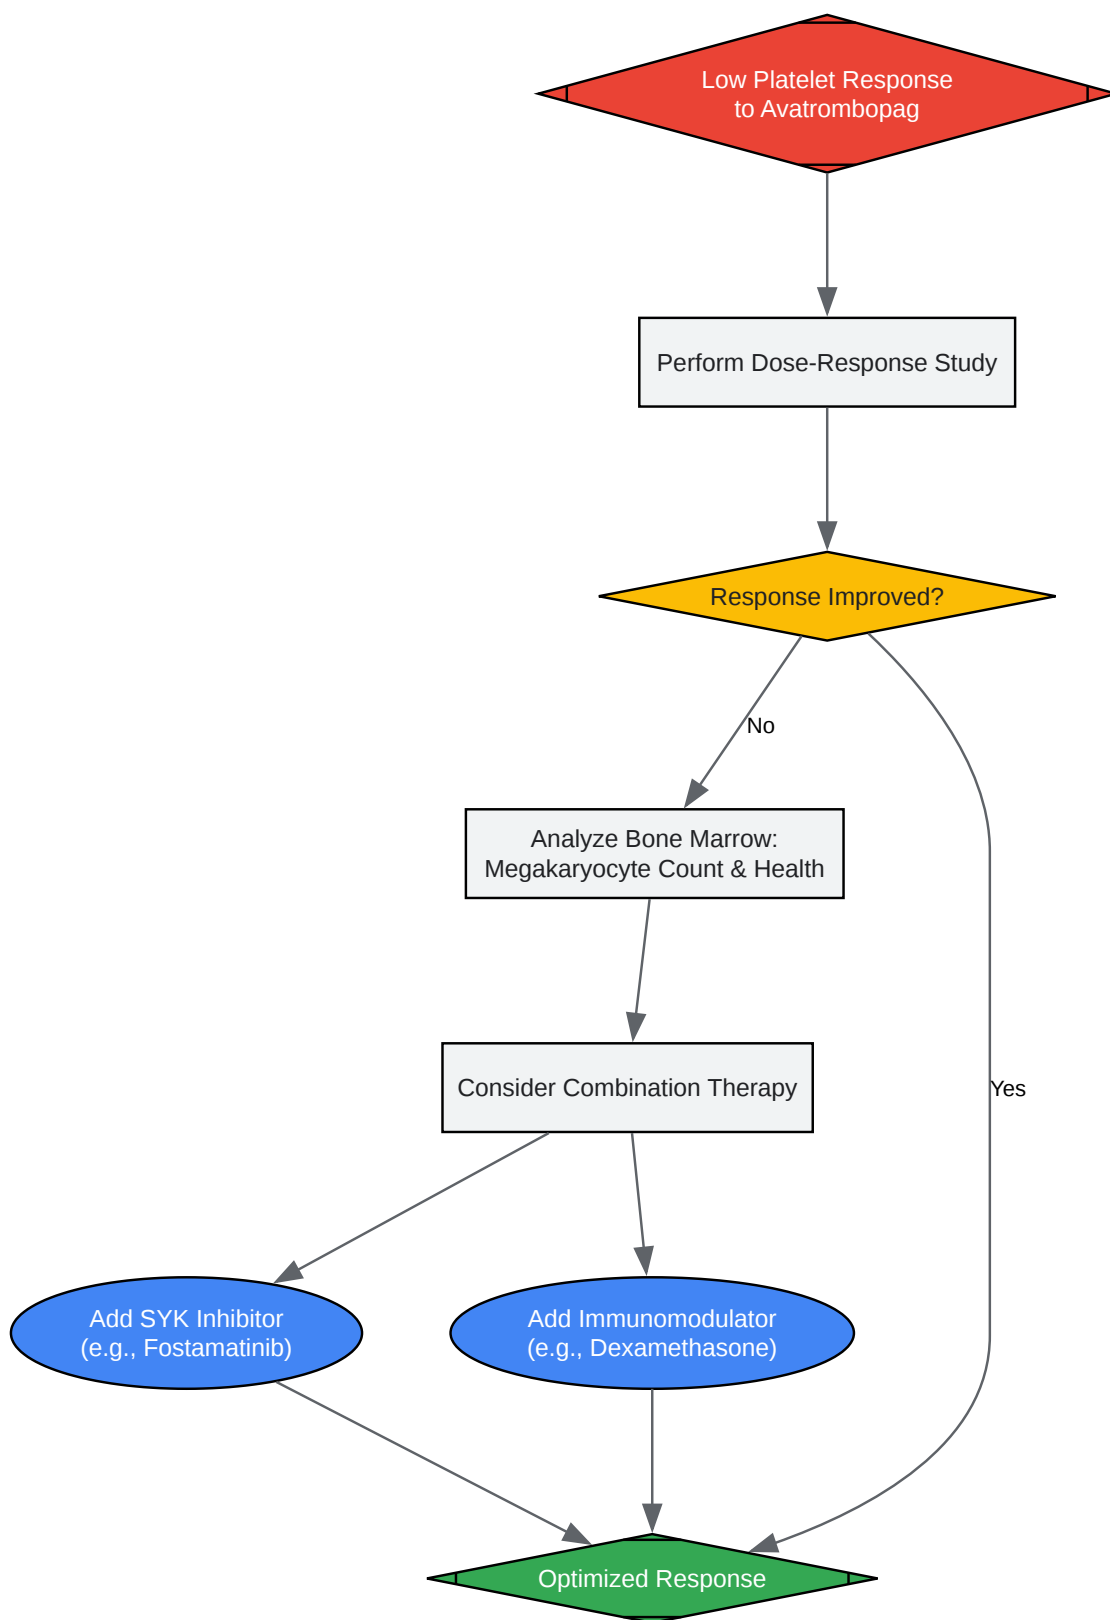 Low Platelet Response
to Avatrombopag
Perform Dose-Response Study
Response Improved?
No
Analyze Bone Marrow:
Megakaryocyte Count & Health
Consider Combination Therapy
Yes
Add SYK Inhibitor
(e.g., Fostamatinib)
Add Immunomodulator
(e.g., Dexamethasone)
Optimized Response